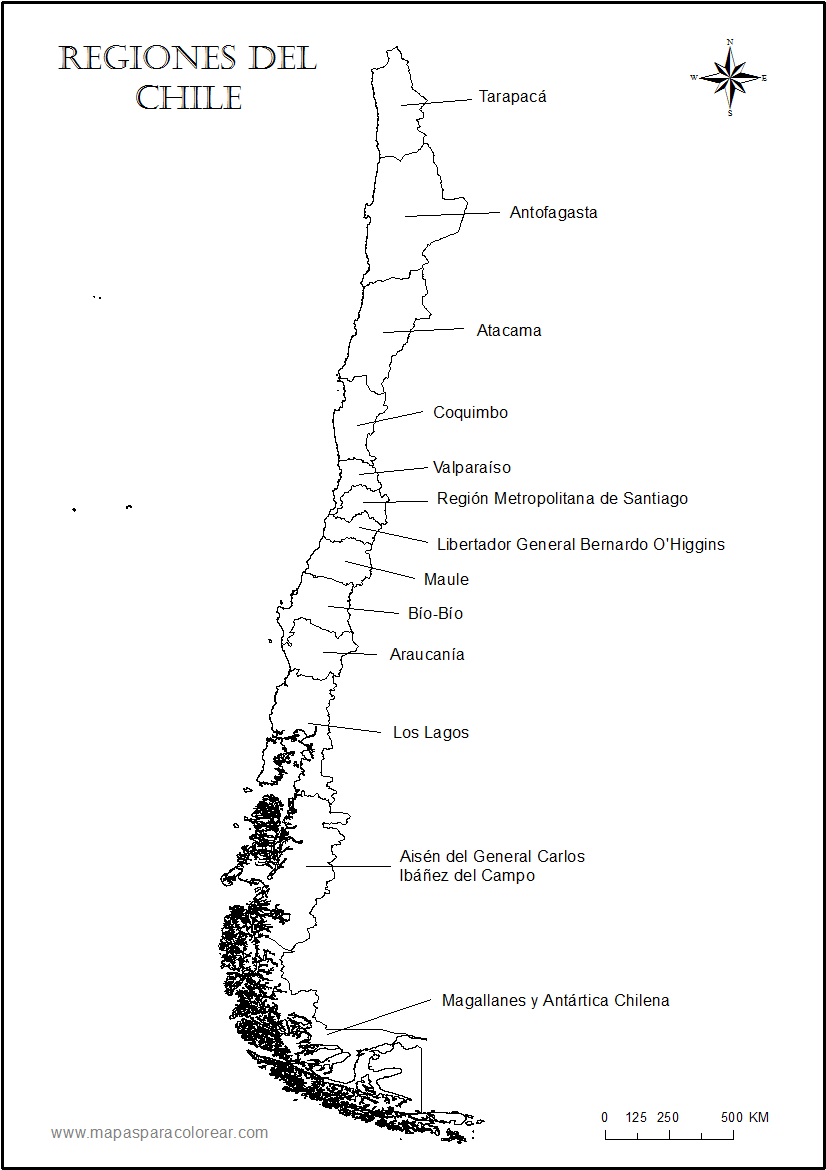 REGIONES DEL
CHILE
N
W E
S
Tarapacá
Antofagasta
Atacama
Coquimbo
Valparaíso
Región Metropolitana de Santiago
Libertador General Bernardo O'Higgins
Maule
Bío-Bío
Araucanía
Los Lagos
Aisén del General Carlos
Ibáñez del Campo
Magallanes y Antártica Chilena
0 125 250 500 KM
www.mapasparacolorear.com